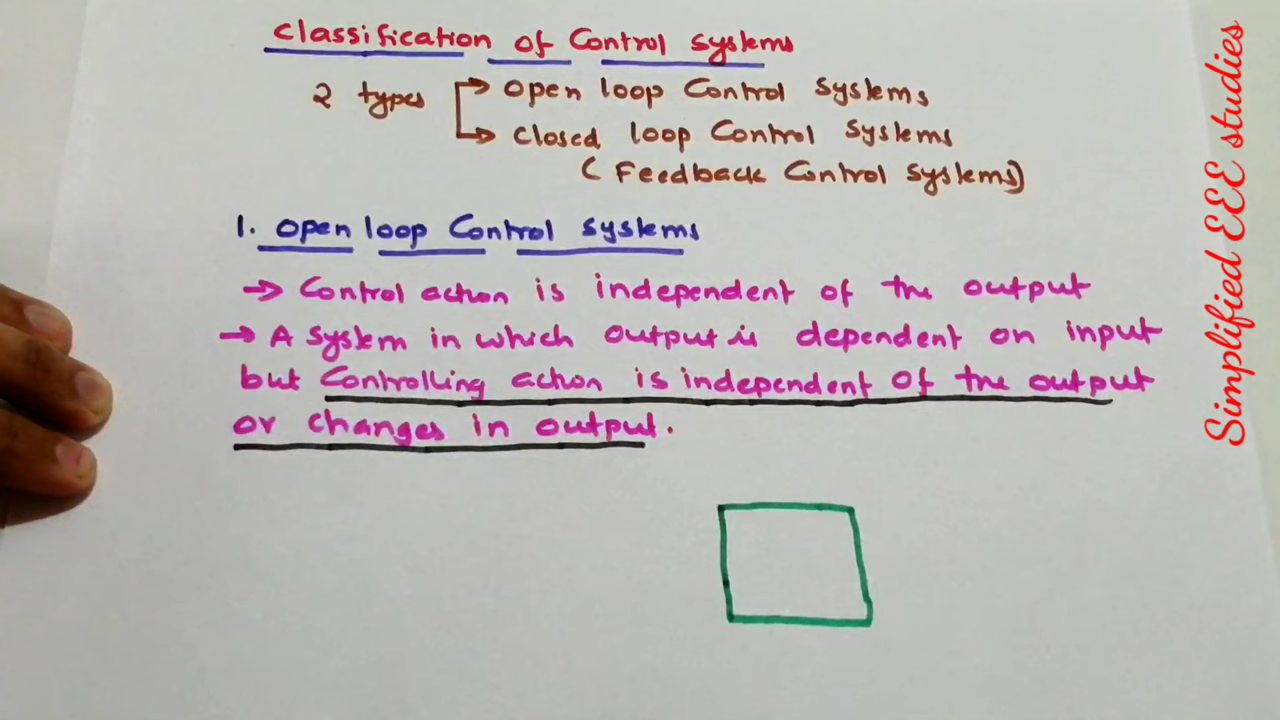 Classification of Control systems
2 types → Open loop Control Systems
→ Closed loop Control Systems
(Feedback Control systems)
1. Open loop Control Systems
→ Control action is independent of the output
→ A system in which output is dependent on input
but Controlling action is independent of the output
or changes in output.
Simplified EEE studies